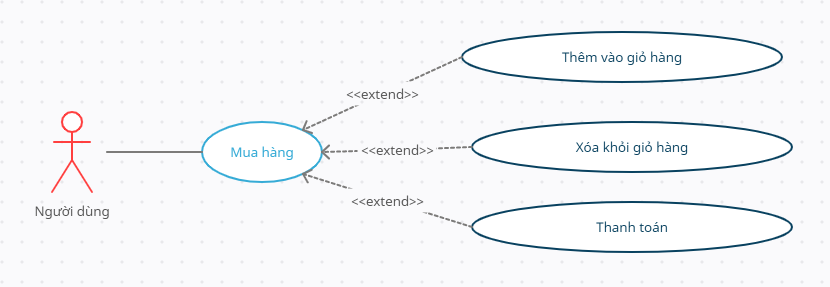 Thêm vào giỏ hàng
<<extend>>
Mua hàng
<<extend>>
Xóa khỏi giỏ hàng
<<extend>>
Người dùng
Thanh toán